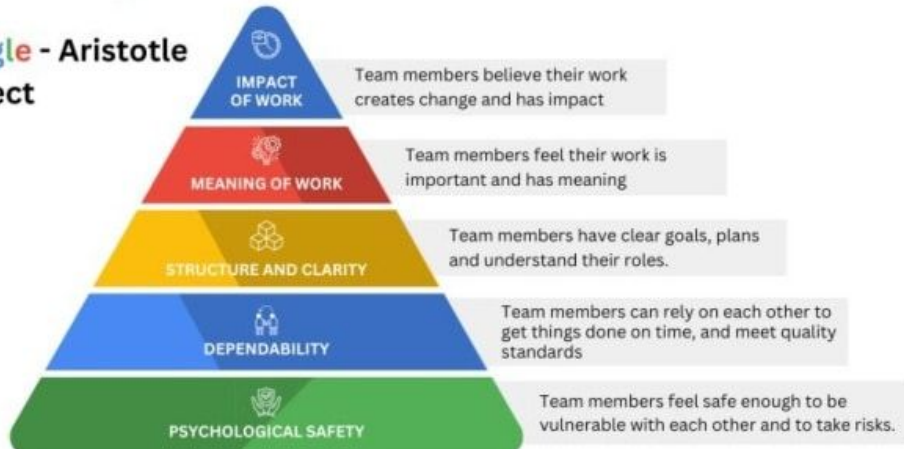 gle - Aristotle
ect
IMPACT
OF WORK
Team members believe their work
creates change and has impact
MEANING OF WORK
Team members feel their work is
important and has meaning
STRUCTURE AND CLARITY
Team members have clear goals, plans
and understand their roles.
DEPENDABILITY
Team members can rely on each other to
get things done on time, and meet quality
standards
PSYCHOLOGICAL SAFETY
Team members feel safe enough to be
vulnerable with each other and to take risks.